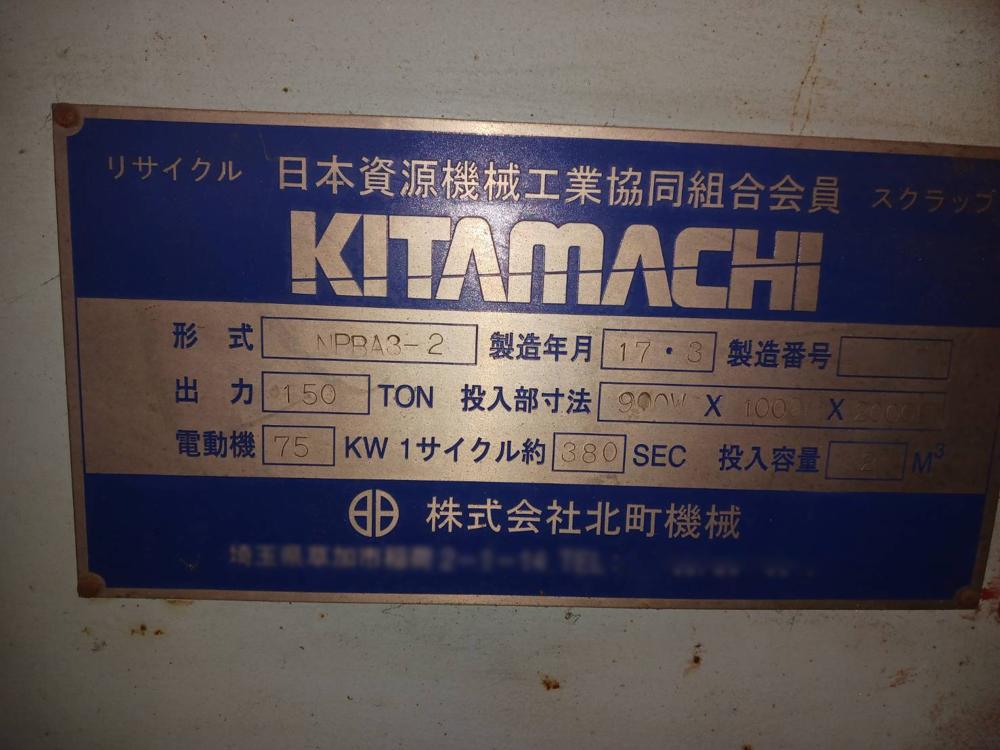 リサイクル 日本資源機械工業協同組合会員 スクラップ
KITAMACHI
形式 NPBA3-2 製造年月 17・3 製造番号
出力 150 TON 投入部寸法 900W X 1000 X 2000
電動機 75 KW 1サイクル約 380 SEC 投入容量 2 M³
株式会社北町機械